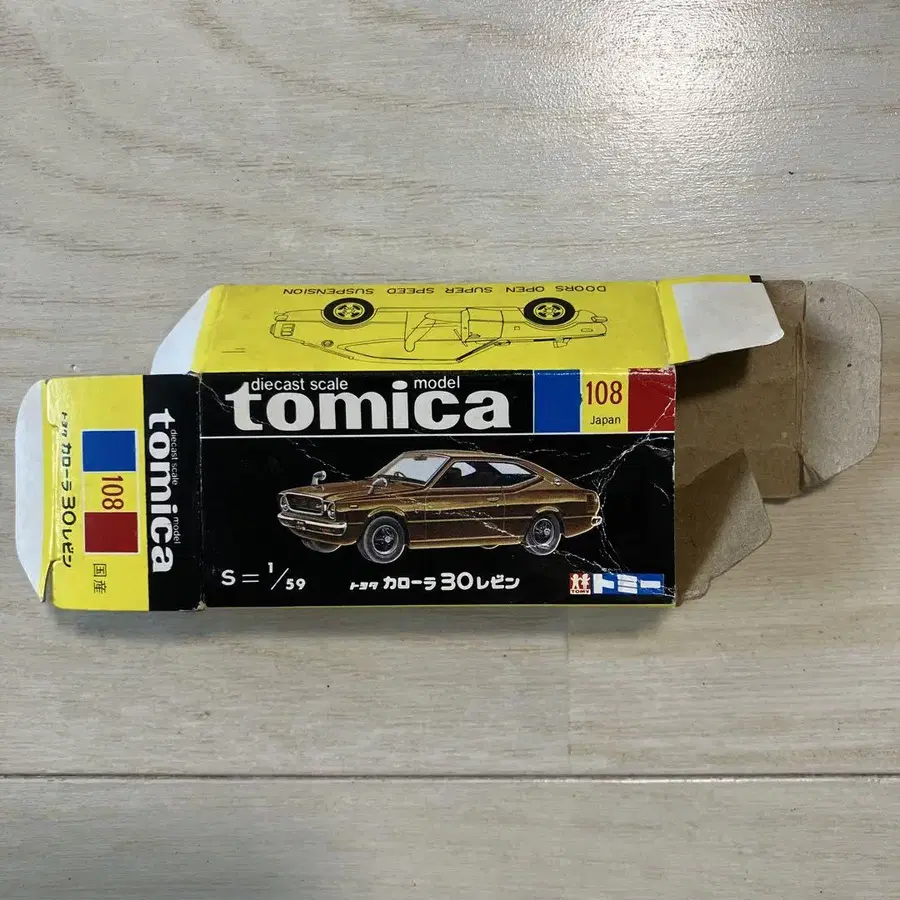 DOORS OPEN SUPER SPEED SUSPENSION
diecast scale model
tomica
108
Japan
S=1/59
トヨタ カローラ 30レビン
TOMY
トミー
diecast scale model
tomica
108
国産
トヨタ カローラ 30レビン